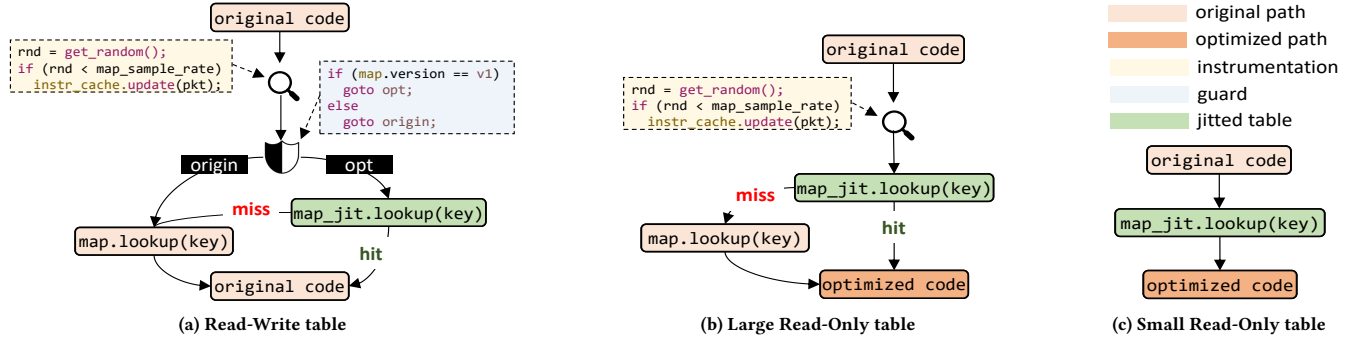 original code
rnd = get_random();
if (rnd < map_sample_rate)
instr_cache.update(pkt);
if (map.version == v1)
goto opt;
else
goto origin;
origin
opt
miss
map_jit.lookup(key)
map.lookup(key)
hit
original code
(a) Read-Write table
original code
rnd = get_random();
if (rnd < map_sample_rate)
instr_cache.update(pkt);
map_jit.lookup(key)
miss
map.lookup(key)
hit
optimized code
(b) Large Read-Only table
original path
optimized path
instrumentation
guard
jitted table
original code
map_jit.lookup(key)
optimized code
(c) Small Read-Only table